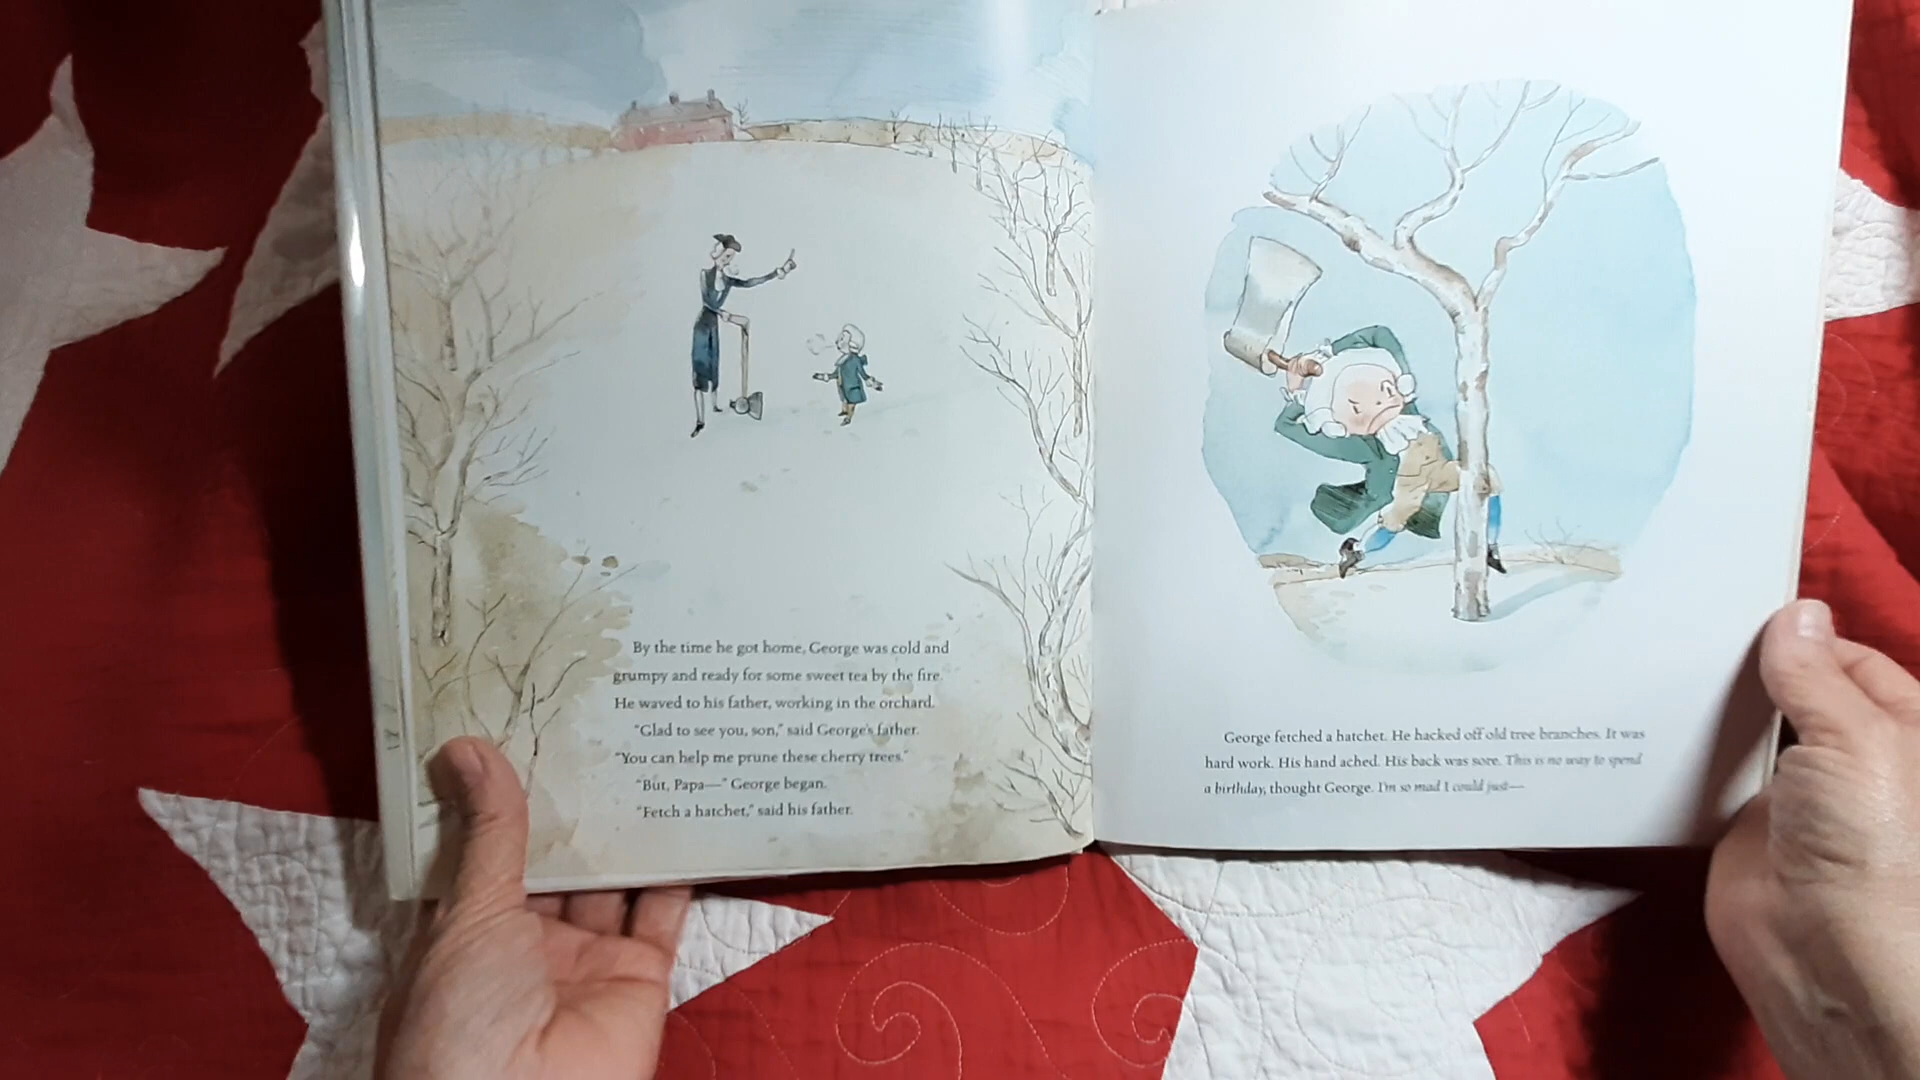 By the time he got home, George was cold and
grumpy and ready for some sweet tea by the fire.
He waved to his father, working in the orchard.
"Glad to see you, son," said George's father.
"You can help me prune these cherry trees."
"But, Papa—" George began.
"Fetch a hatchet," said his father.
George fetched a hatchet. He hacked off old tree branches. It was
hard work. His hand ached. His back was sore. This is no way to spend
a birthday, thought George. I'm so mad I could just—